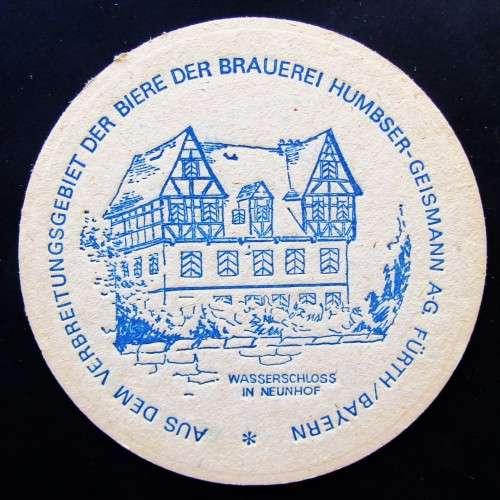 AUS DEM VERBREITUNGSGEBIET DER BIERE DER BRAUEREI HUMBSER-GEISMANN AG FÜRTH/BAYERN *
WASSERSCHLOSS
IN NEUNHOF